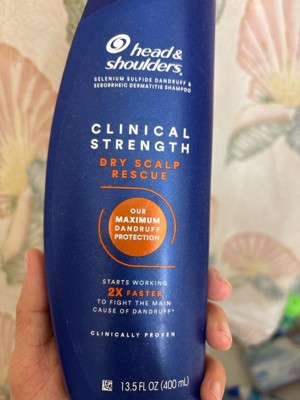 head &
shoulders.
SELENIUM SULFIDE DANDRUFF &
SEBORRHEIC DERMATITIS SHAMPOO
CLINICAL
STRENGTH
DRY SCALP
RESCUE
OUR
MAXIMUM
DANDRUFF
PROTECTION
STARTS WORKING
2X FASTER
TO FIGHT THE MAIN
CAUSE OF DANDRUFF*
CLINICALLY PROVEN
13.5 FL OZ (400 mL)